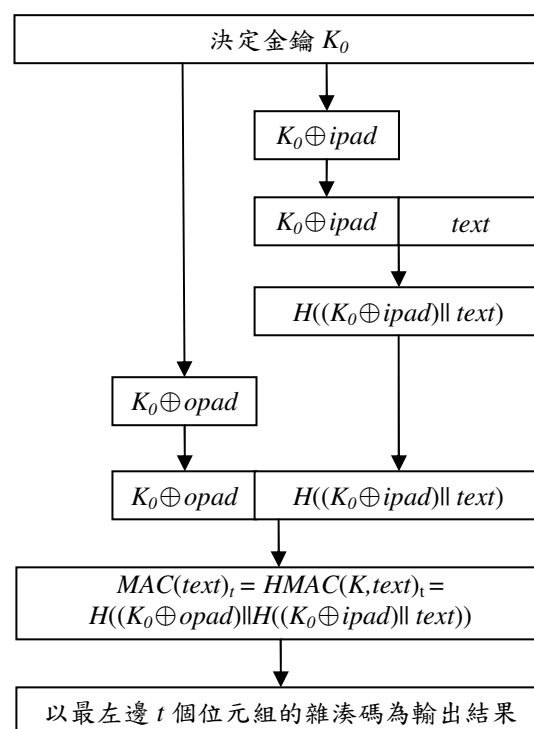 決定金鑰 K₀
K₀⊕ipad
K₀⊕ipad text
H((K₀⊕ipad)|| text)
K₀⊕opad
K₀⊕opad H((K₀⊕ipad)|| text)
MAC(text)ₜ = HMAC(K,text)ₜ =
H((K₀⊕opad)||H((K₀⊕ipad)|| text))
以最左邊 t 個位元組的雜湊碼為輸出結果